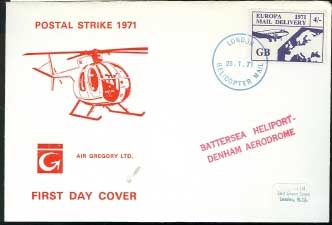 POSTAL STRIKE 1971
EUROPA 1971
MAIL DELIVERY 4/-
GB
LONDON
HELICOPTER MAIL
BATTERSEA HELIPORT-
DENHAM AERODROME
AIR GREGORY LTD.
FIRST DAY COVER